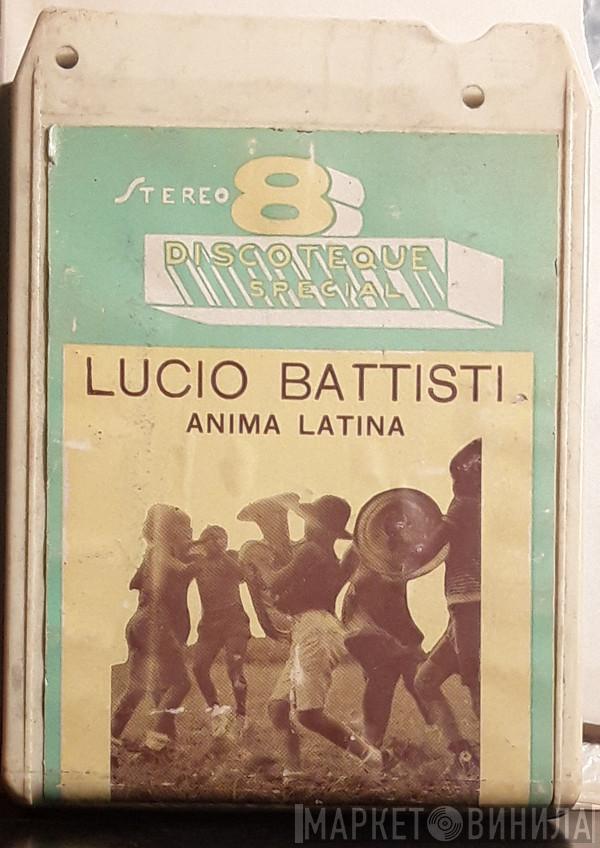 STEREO 8
DISCOTEQUE
SPECIAL
LUCIO BATTISTI
ANIMA LATINA
МАРКЕТ ВИНИЛА